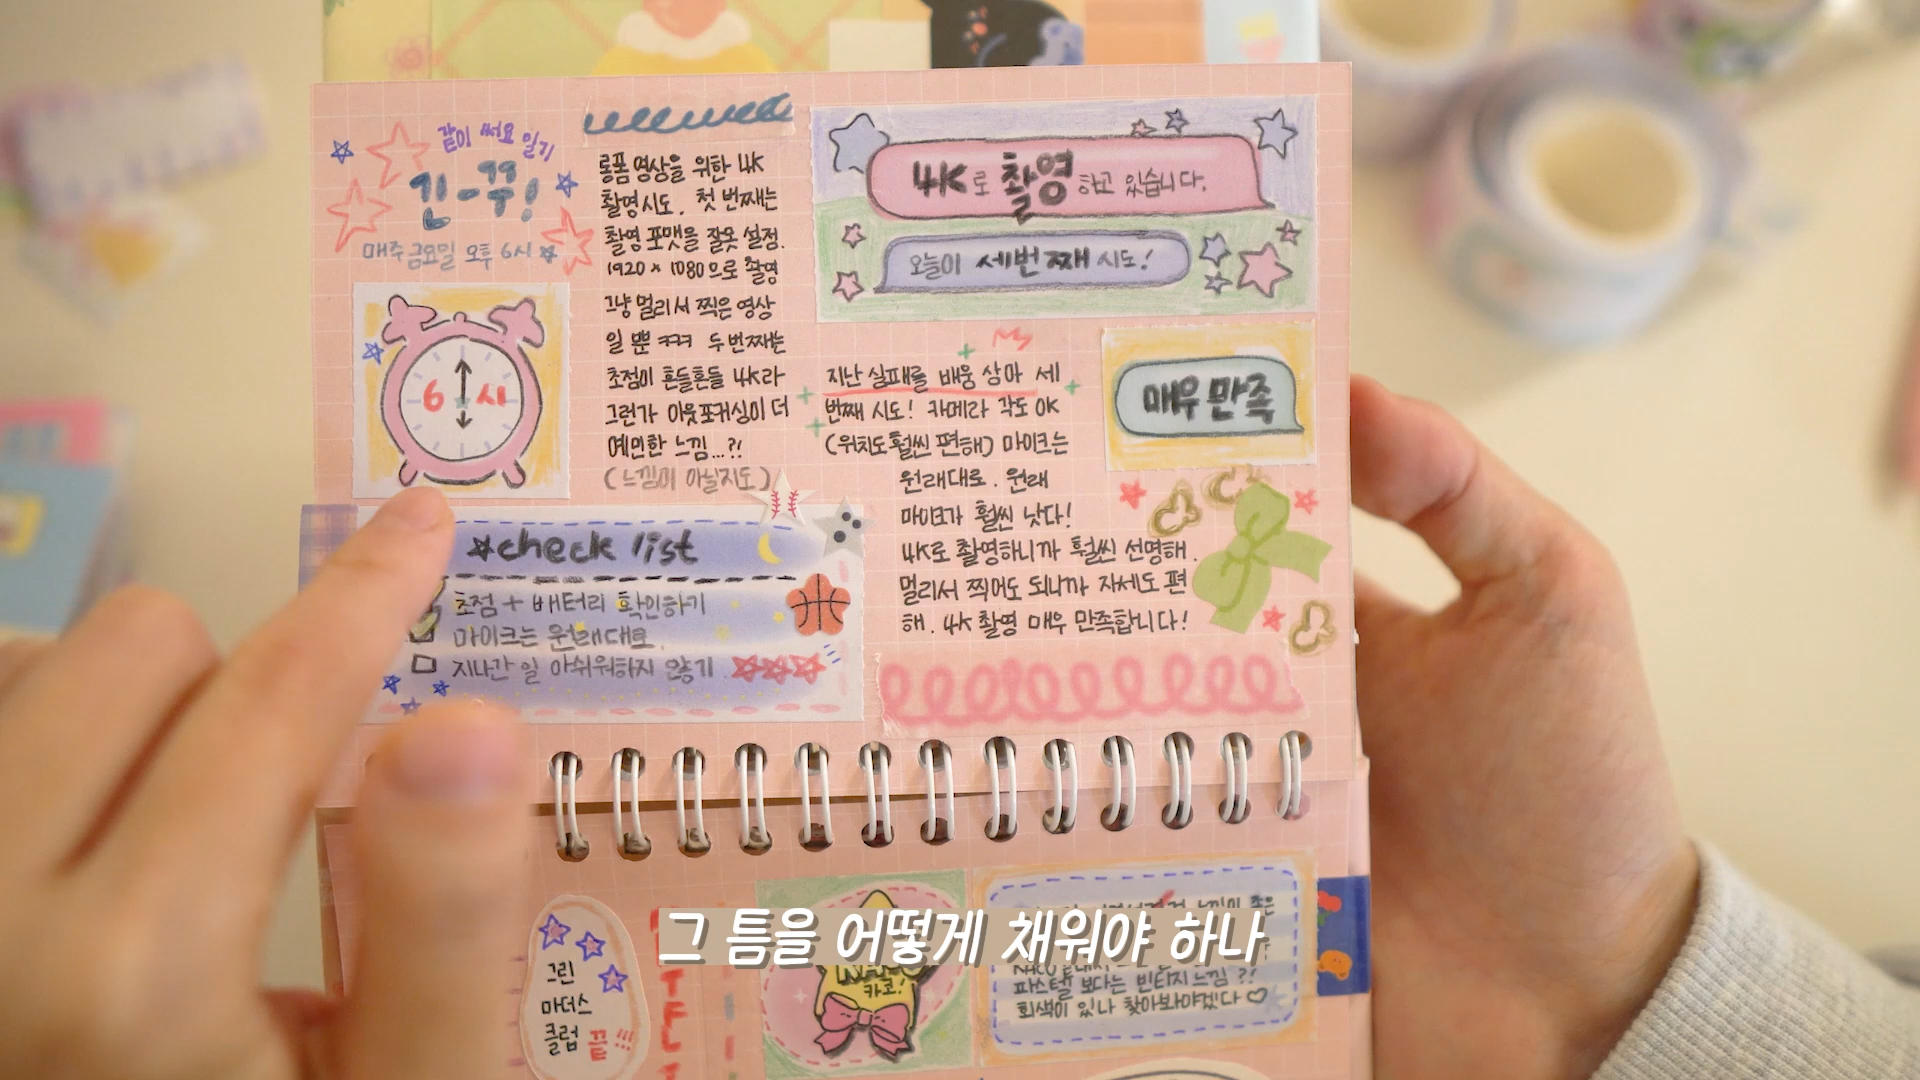 같이 써요 일기
긴-꾸!
매주 금요일 오후 6시
6시
롱폼 영상을 위한 4K
촬영시도. 첫 번째는
촬영 포맷을 잘못 설정.
1920 x 1080으로 촬영
그냥 멀리서 찍은 영상
일 뿐 ㅋㅋㅋ 두번째는
초점이 흔들흔들 4K라
그런가 아웃포커싱이 더
예민한 느낌...?!
(느낌이 아닐지도)
4K로 촬영하고 있습니다.
오늘이 세번째 시도!
지난 실패를 배움 삼아 세
번째 시도! 카메라 각도 OK
(위치도 훨씬 편해) 마이크는
원래대로. 원래
마이크가 훨씬 낫다!
4K로 촬영하니까 훨씬 선명해.
멀리서 찍어도 되니까 자세도 편
해. 4K 촬영 매우 만족합니다!
매우 만족
check list
초점 + 배터리 확인하기
마이크는 원래대로.
지나간 일 아쉬워하지 않기
그린
마더스
클럽 끝!!!
카코!
파스텔 보다는 빈티지 느낌?!
회색이 있나 찾아봐야겠다
그 틈을 어떻게 채워야 하나